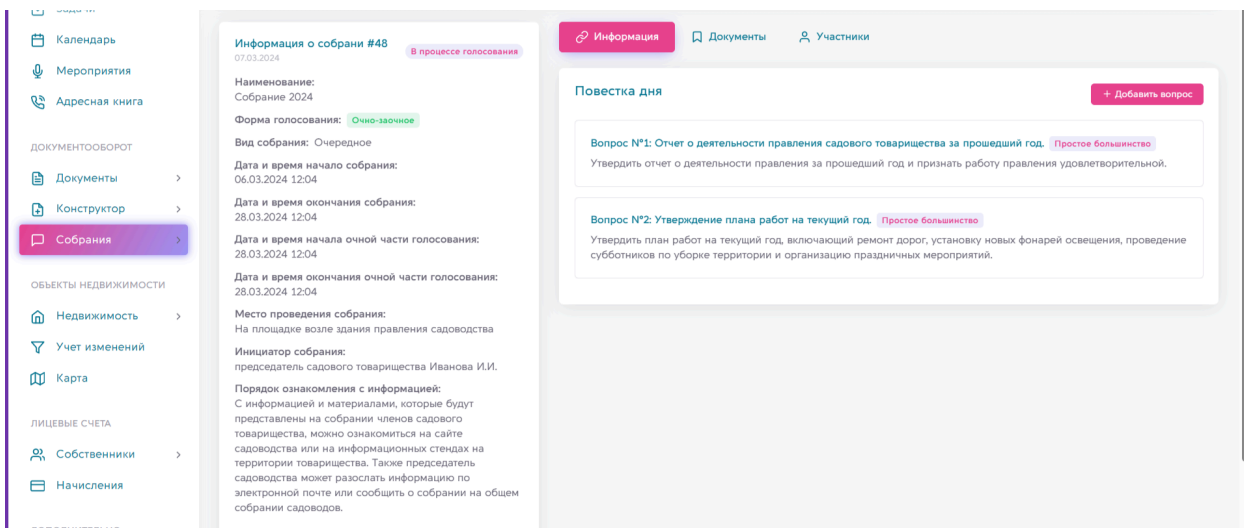 Календарь
Мероприятия
Адресная книга
ДОКУМЕНТООБОРОТ
Документы
Конструктор
Собрания
ОБЪЕКТЫ НЕДВИЖИМОСТИ
Недвижимость
Учет изменений
Карта
ЛИЦЕВЫЕ СЧЕТА
Собственники
Начисления
Информация о собрани #48
В процессе голосования
07.03.2024
Наименование:
Собрание 2024
Форма голосования: Очно-заочное
Вид собрания: Очередное
Дата и время начало собрания:
06.03.2024 12:04
Дата и время окончания собрания:
28.03.2024 12:04
Дата и время начала очной части голосования:
28.03.2024 12:04
Дата и время окончания очной части голосования:
28.03.2024 12:04
Место проведения собрания:
На площадке возле здания правления садоводства
Инициатор собрания:
председатель садового товарищества Иванова И.И.
Порядок ознакомления с информацией:
С информацией и материалами, которые будут
представлены на собрании членов садового
товарищества, можно ознакомиться на сайте
садоводства или на информационных стендах на
территории товарищества. Также председатель
садоводства может разослать информацию по
электронной почте или сообщить о собрании на общем
собрании садоводов.
Информация
Документы
Участники
Повестка дня
+ Добавить вопрос
Вопрос №1: Отчет о деятельности правления садового товарищества за прошедший год. Простое большинство
Утвердить отчет о деятельности правления за прошедший год и признать работу правления удовлетворительной.
Вопрос №2: Утверждение плана работ на текущий год. Простое большинство
Утвердить план работ на текущий год, включающий ремонт дорог, установку новых фонарей освещения, проведение
субботников по уборке территории и организацию праздничных мероприятий.